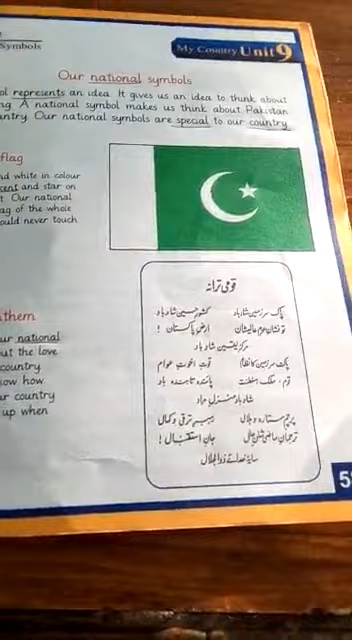 Symbols
My Country Unit 9
Our national symbols
ol represents an idea. It gives us an idea to think about
ng. A national symbol makes us think about Pakistan
untry. Our national symbols are special to our country.
flag
nd white in colour
cent and star on
t. Our national
ag of the whole
ould never touch
them
ur national
out the love
country
how how
ur country
up when
قومی ترانہ
پاک سرزمین شاد باد کشورِ حسین شاد باد
تو نشانِ عزمِ عالیشان ارضِ پاکستان !
مرکزِ یقین شاد باد
پاک سرزمین کا نظام قوتِ اخوتِ عوام
قوم ، ملک ، سلطنت پائندہ تابندہ باد
شاد باد منزلِ مراد
پرچمِ ستارہ و ہلال رہبرِ ترقی و کمال
ترجمانِ ماضی شانِ حال جانِ استقبال !
سایۂ خدائے ذوالجلال